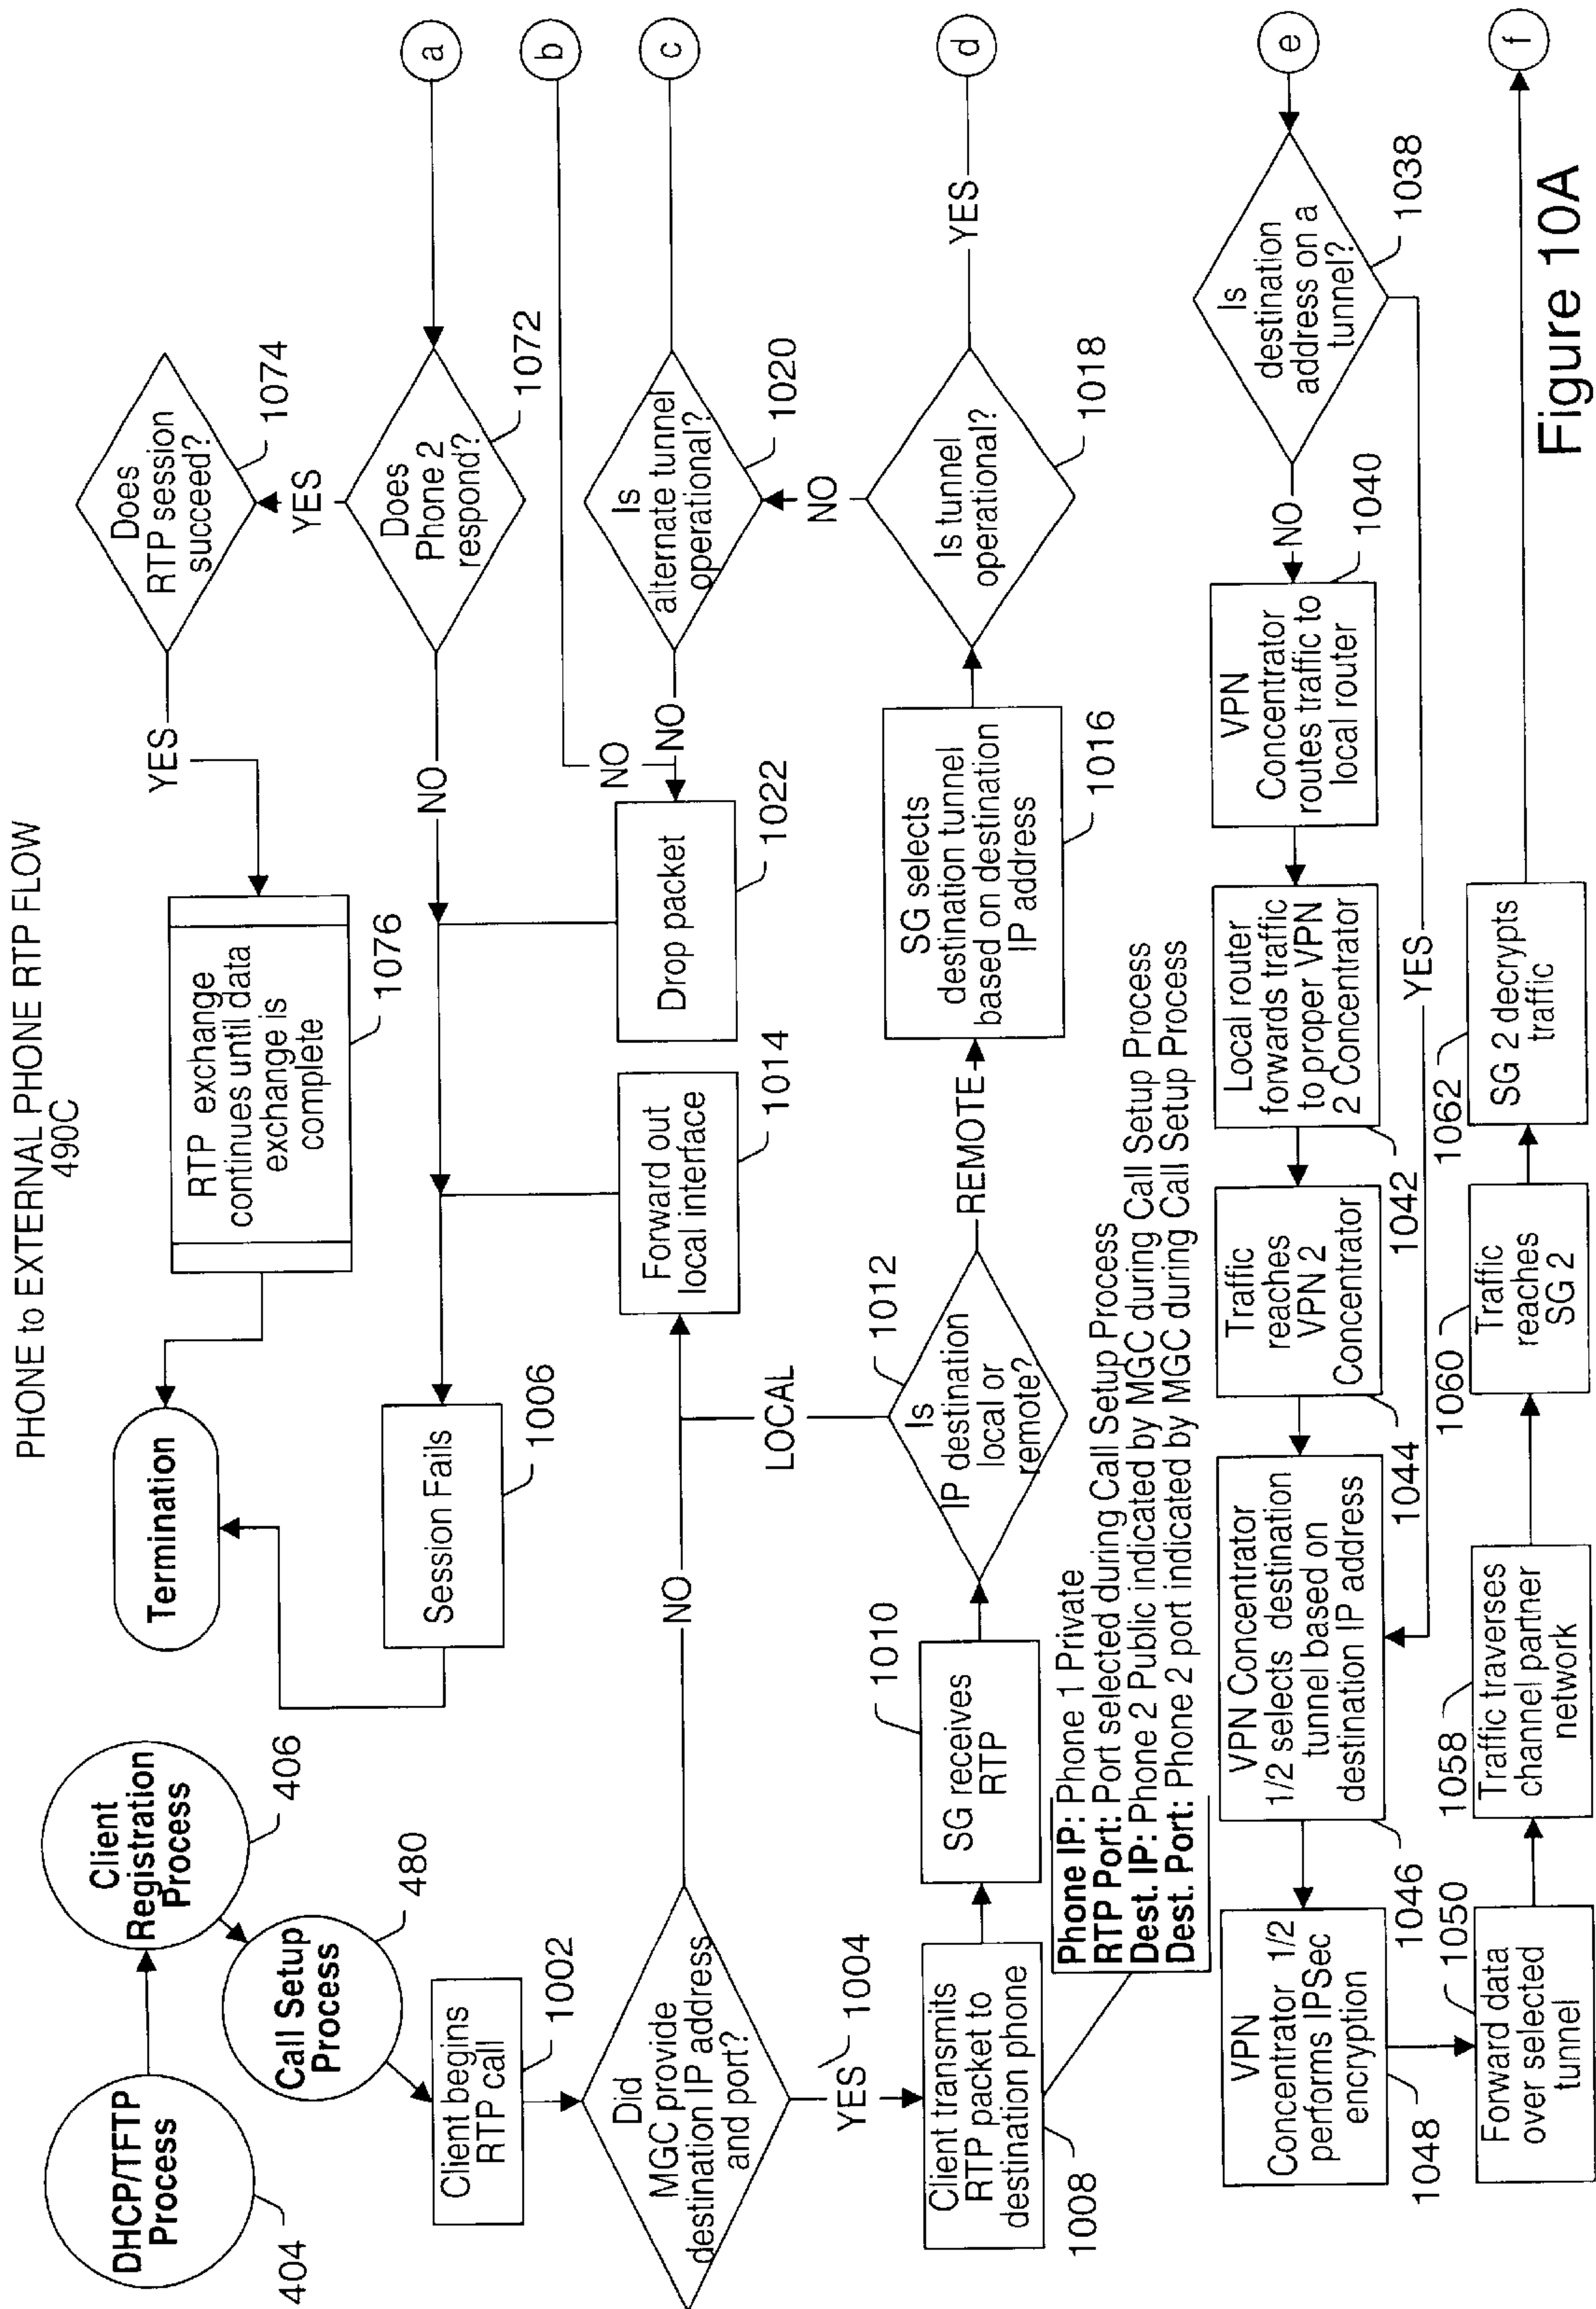 PHONE to EXTERNAL PHONE RTP FLOW
490C
DHCP/TFTP
Process
404
Client
Registration
Process
406
Call Setup
Process
480
Client begins
RTP call
1002
Did
MGC provide
destination IP address
and port?
1004
NO
YES
Client transmits
RTP packet to
destination phone
1008
Phone IP: Phone 1 Private
RTP Port: Port selected during Call Setup Process
Dest. IP: Phone 2 Public indicated by MGC during Call Setup Process
Dest. Port: Phone 2 port indicated by MGC during Call Setup Process
SG receives
RTP
1010
Is
IP destination
local or
remote?
1012
LOCAL
REMOTE
Forward out
local interface
1014
SG selects
destination tunnel
based on destination
IP address
1016
Is tunnel
operational?
1018
YES
d
NO
Is
alternate tunnel
operational?
1020
c
NO
NO
b
Drop packet
1022
Session Fails
1006
Termination
a
Does
Phone 2
respond?
1072
NO
YES
Does
RTP session
succeed?
1074
YES
RTP exchange
continues until data
exchange is
complete
1076
e
Is
destination
address on a
tunnel?
1038
NO
YES
VPN
Concentrator
routes traffic to
local router
1040
Local router
forwards traffic
to proper VPN
2 Concentrator
1042
Traffic
reaches
VPN 2
Concentrator
1044
VPN Concentrator
1/2 selects destination
tunnel based on
destination IP address
1046
VPN
Concentrator 1/2
performs IPSec
encryption
1048
Forward data
over selected
tunnel
1050
Traffic traverses
channel partner
network
1058
Traffic
reaches
SG 2
1060
SG 2 decrypts
traffic
1062
f
Figure 10A